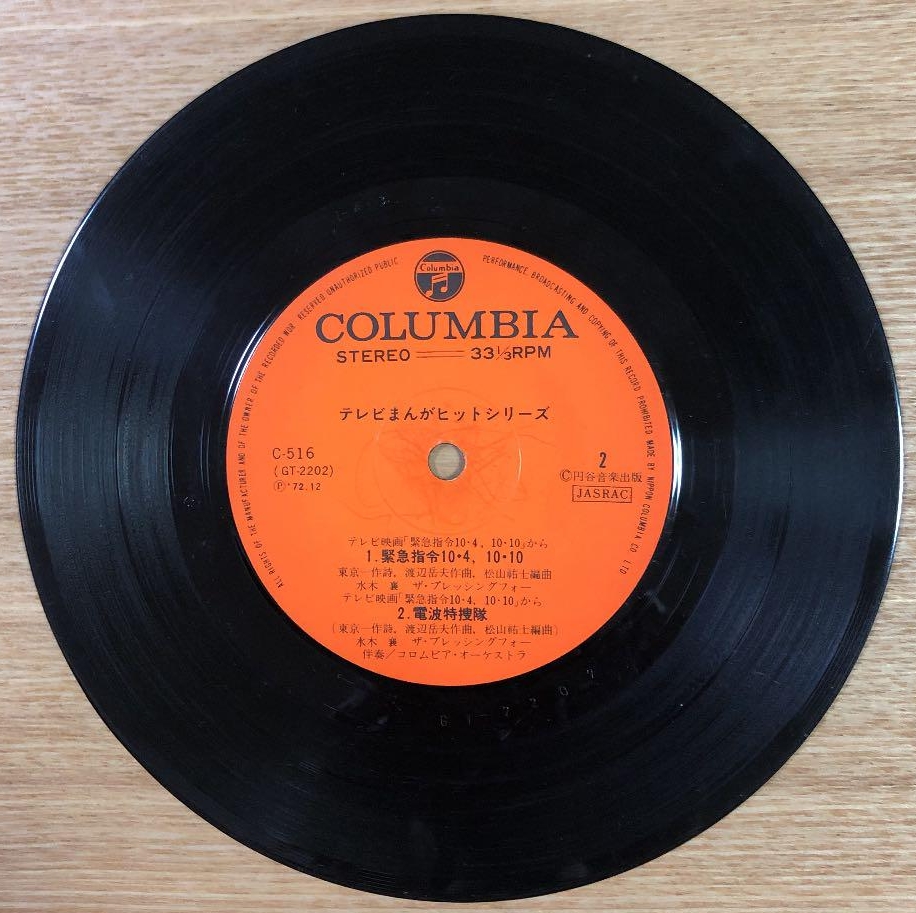 Columbia
ALL RIGHTS OF THE MANUFACTURER AND OF THE OWNER OF THE RECORDED WOR RESERVED UNAUTHORIZED PUBLIC
PERFORMANCE, BROADCASTING AND COPYING OF THIS RECORD PROHIBITED MADE BY NIPPON COLUMBIA CO. LTD
COLUMBIA
STEREO 33⅓RPM
テレビまんがヒットシリーズ
C-516
(GT-2202)
Ⓟ '72.12
2
Ⓒ円谷音楽出版
JASRAC
テレビ映画「緊急指令10・4, 10・10」から
1.緊急指令10・4, 10・10
東京一作詩, 渡辺岳夫作曲, 松山祐士編曲
水木 襄 ザ・ブレッシングフォー
テレビ映画「緊急指令10・4, 10・10」から
2.電波特捜隊
(東京一作詩, 渡辺岳夫作曲, 松山祐士編曲)
水木 襄 ザ・ブレッシングフォー
伴奏/コロムビア・オーケストラ